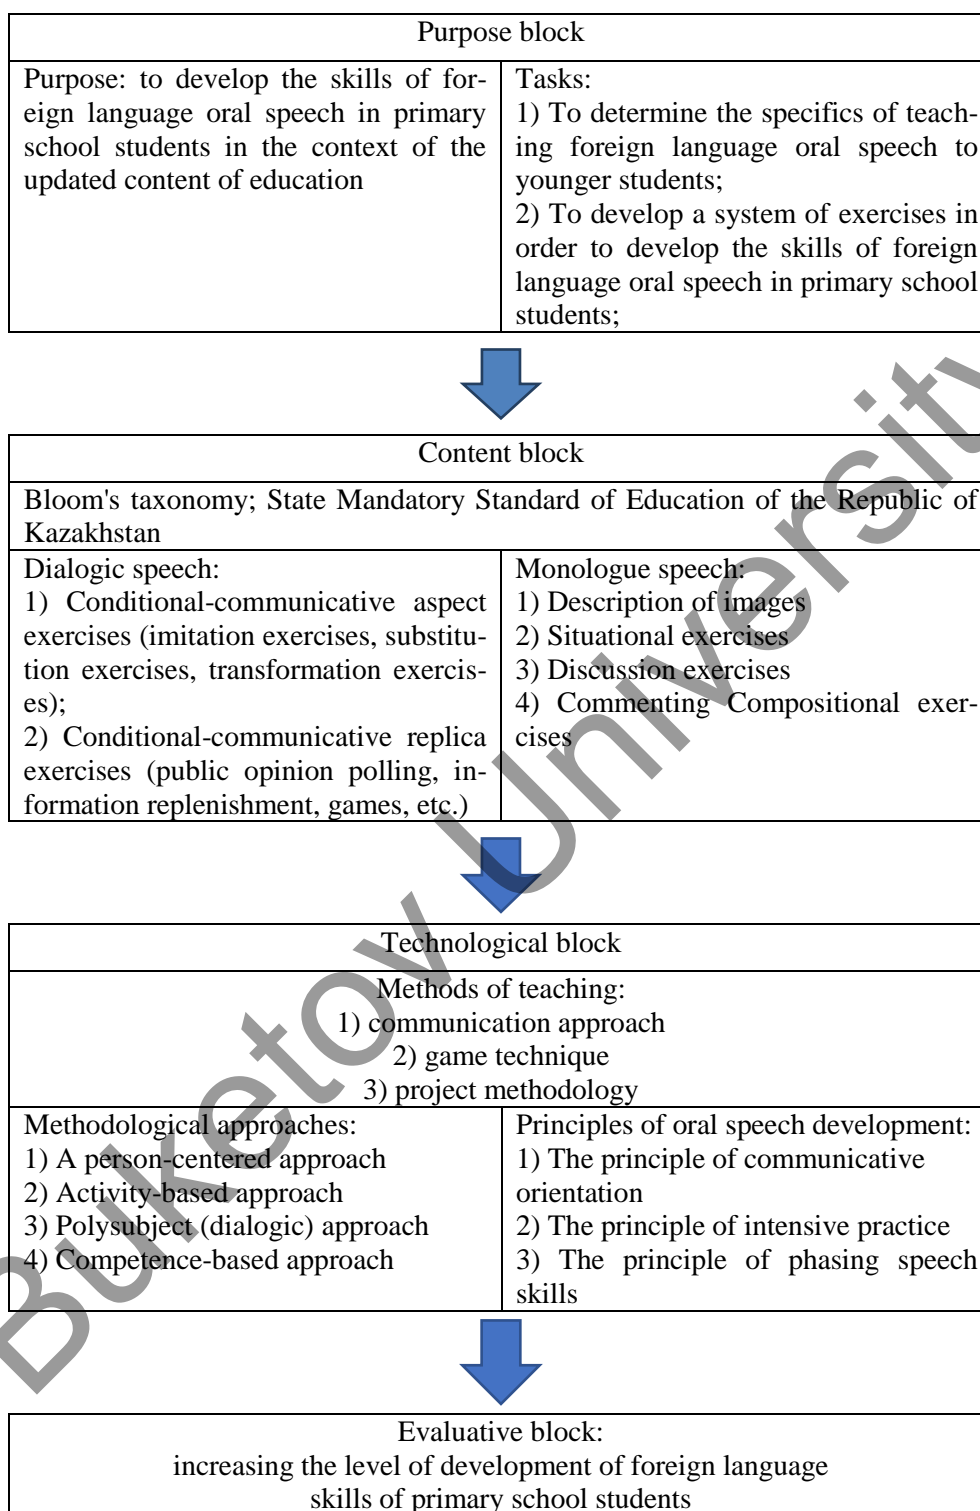 Purpose block
Purpose: to develop the skills of for-
eign language oral speech in primary
school students in the context of the
updated content of education
Tasks:
1) To determine the specifics of teach-
ing foreign language oral speech to
younger students;
2) To develop a system of exercises in
order to develop the skills of foreign
language oral speech in primary school
students;
Content block
Bloom's taxonomy; State Mandatory Standard of Education of the Republic of
Kazakhstan
Dialogic speech:
1) Conditional-communicative aspect
exercises (imitation exercises, substitu-
tion exercises, transformation exercis-
es);
2) Conditional-communicative replica
exercises (public opinion polling, in-
formation replenishment, games, etc.)
Monologue speech:
1) Description of images
2) Situational exercises
3) Discussion exercises
4) Commenting Compositional exer-
cises
Technological block
Methods of teaching:
1) communication approach
2) game technique
3) project methodology
Methodological approaches:
1) A person-centered approach
2) Activity-based approach
3) Polysubject (dialogic) approach
4) Competence-based approach
Principles of oral speech development:
1) The principle of communicative
orientation
2) The principle of intensive practice
3) The principle of phasing speech
skills
Evaluative block:
increasing the level of development of foreign language
skills of primary school students
Buketov University